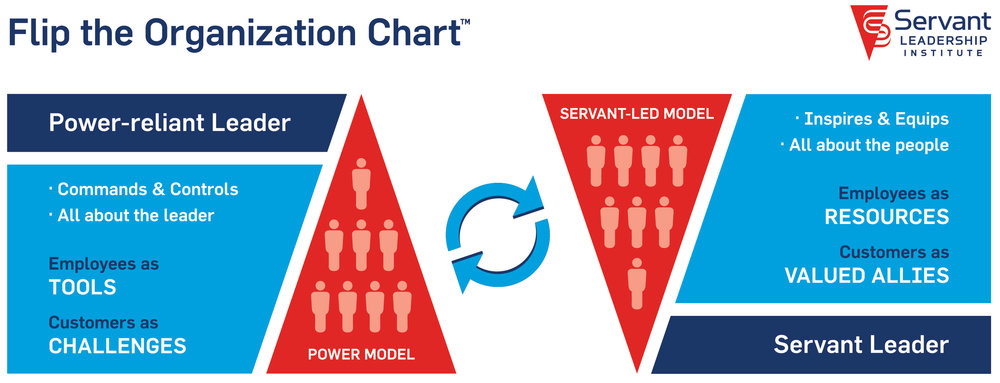 Flip the Organization Chart™
Servant
LEADERSHIP
INSTITUTE
Power-reliant Leader
· Commands & Controls
· All about the leader
Employees as
TOOLS
Customers as
CHALLENGES
POWER MODEL
SERVANT-LED MODEL
· Inspires & Equips
· All about the people
Employees as
RESOURCES
Customers as
VALUED ALLIES
Servant Leader